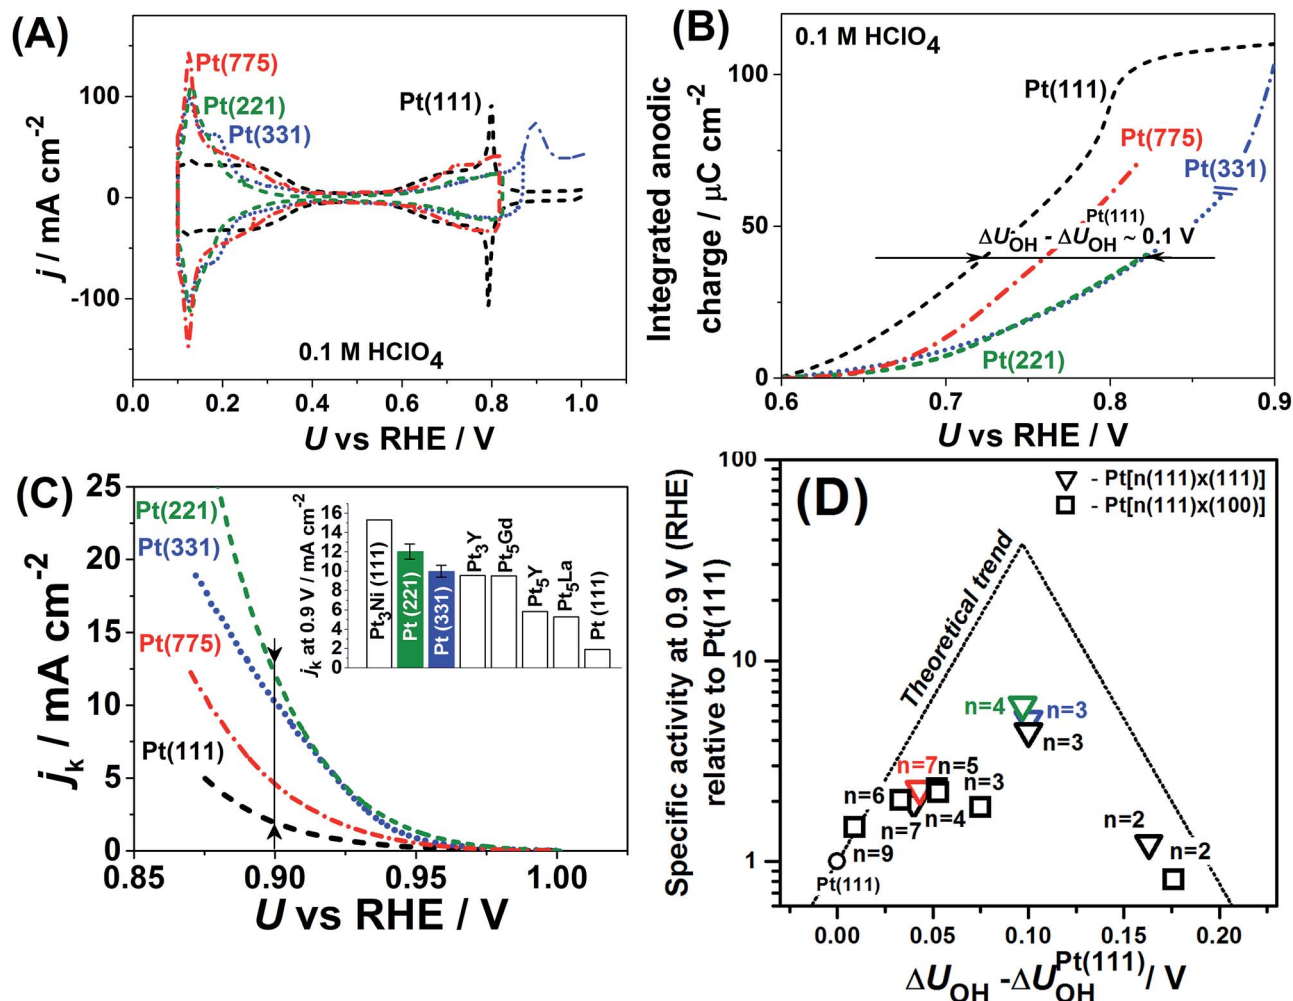 (A)
Pt(775)
Pt(221)
Pt(331)
Pt(111)
100
0
-100
j / mA cm-2
0.1 M HClO4
0.0 0.2 0.4 0.6 0.8 1.0
U vs RHE / V
(B)
0.1 M HClO4
Pt(111)
Pt(775)
Pt(331)
ΔUOH - ΔUOH Pt(111) ~ 0.1 V
Pt(221)
100
50
0
Integrated anodic
charge / μC cm-2
0.6 0.7 0.8 0.9
U vs RHE / V
(C)
25
20
15
10
5
0
jk / mA cm-2
Pt(221)
Pt(331)
Pt(775)
Pt(111)
jk at 0.9 V / mA cm-2
16
14
12
10
8
6
4
2
0
Pt3Ni (111)
Pt (221)
Pt (331)
Pt3Y
Pt5Gd
Pt5Y
Pt5La
Pt (111)
0.85 0.90 0.95 1.00
U vs RHE / V
(D)
- Pt[n(111)x(111)]
- Pt[n(111)x(100)]
100
10
1
Specific activity at 0.9 V (RHE)
relative to Pt(111)
Theoretical trend
n=4
n=3
n=3
n=7
n=5
n=3
n=6
n=7
n=4
n=9
n=2
n=2
Pt(111)
0.00 0.05 0.10 0.15 0.20
ΔUOH -ΔUOH Pt(111)/ V